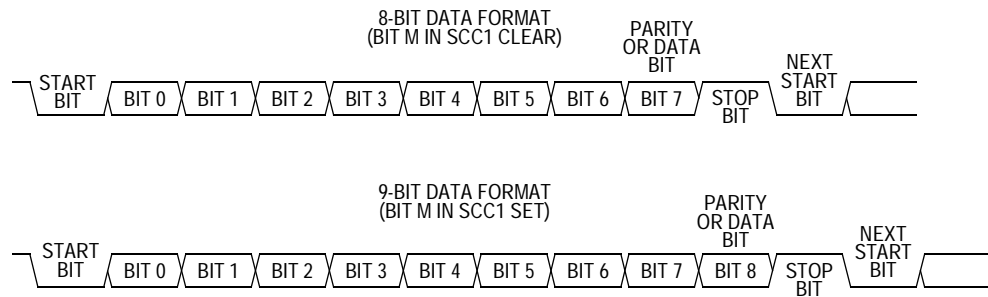 8-BIT DATA FORMAT
(BIT M IN SCC1 CLEAR)
PARITY
OR DATA
BIT
START
BIT
BIT 0
BIT 1
BIT 2
BIT 3
BIT 4
BIT 5
BIT 6
BIT 7
STOP
BIT
NEXT
START
BIT
9-BIT DATA FORMAT
(BIT M IN SCC1 SET)
PARITY
OR DATA
BIT
START
BIT
BIT 0
BIT 1
BIT 2
BIT 3
BIT 4
BIT 5
BIT 6
BIT 7
BIT 8
STOP
BIT
NEXT
START
BIT